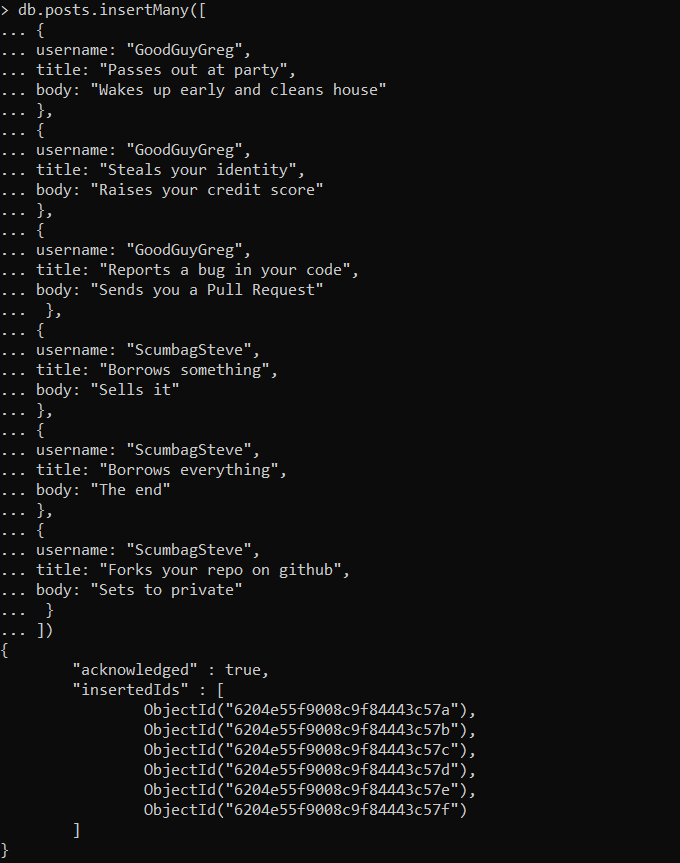 > db.posts.insertMany([
... {
... username: "GoodGuyGreg",
... title: "Passes out at party",
... body: "Wakes up early and cleans house"
... },
... {
... username: "GoodGuyGreg",
... title: "Steals your identity",
... body: "Raises your credit score"
... },
... {
... username: "GoodGuyGreg",
... title: "Reports a bug in your code",
... body: "Sends you a Pull Request"
...  },
... {
... username: "ScumbagSteve",
... title: "Borrows something",
... body: "Sells it"
... },
... {
... username: "ScumbagSteve",
... title: "Borrows everything",
... body: "The end"
... },
... {
... username: "ScumbagSteve",
... title: "Forks your repo on github",
... body: "Sets to private"
...  }
... ])
{
        "acknowledged" : true,
        "insertedIds" : [
                ObjectId("6204e55f9008c9f84443c57a"),
                ObjectId("6204e55f9008c9f84443c57b"),
                ObjectId("6204e55f9008c9f84443c57c"),
                ObjectId("6204e55f9008c9f84443c57d"),
                ObjectId("6204e55f9008c9f84443c57e"),
                ObjectId("6204e55f9008c9f84443c57f")
        ]
}